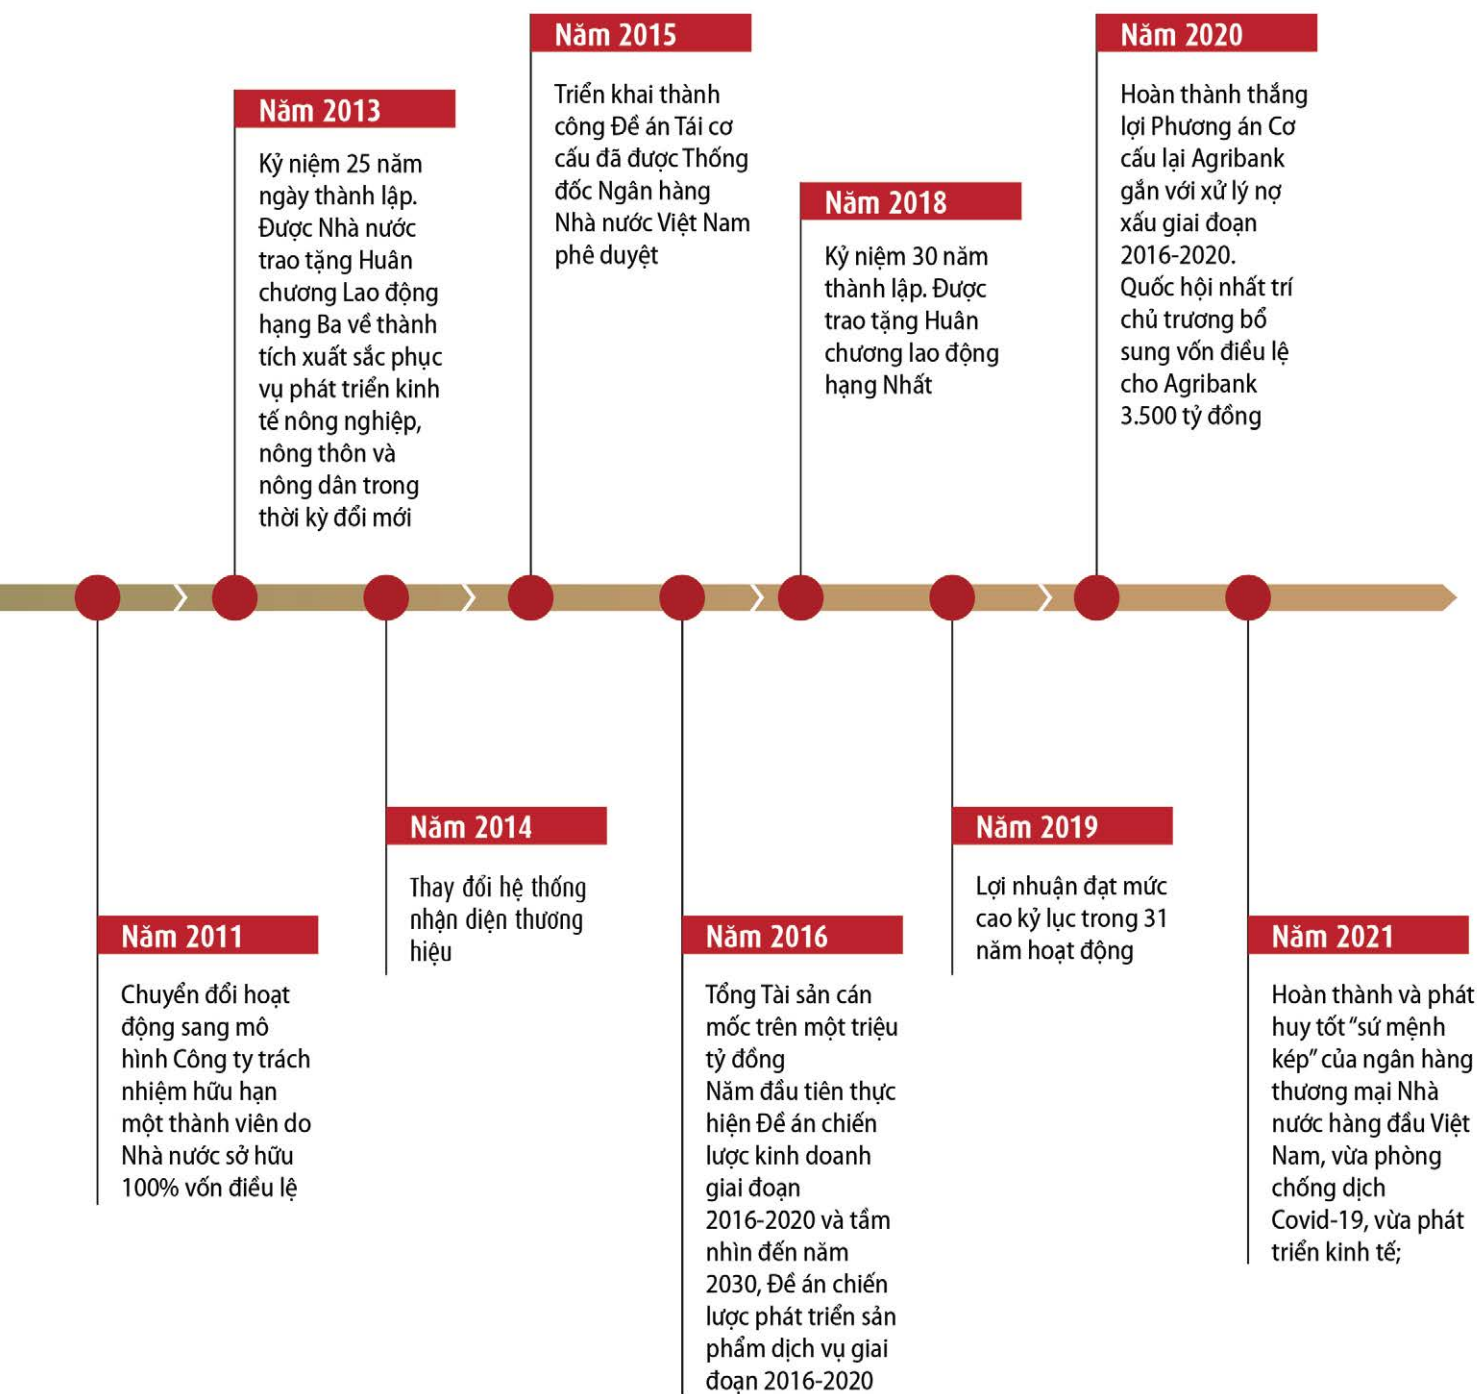 Năm 2011
Chuyển đổi hoạt
động sang mô
hình Công ty trách
nhiệm hữu hạn
một thành viên do
Nhà nước sở hữu
100% vốn điều lệ
Năm 2013
Kỷ niệm 25 năm
ngày thành lập.
Được Nhà nước
trao tặng Huân
chương Lao động
hạng Ba về thành
tích xuất sắc phục
vụ phát triển kinh
tế nông nghiệp,
nông thôn và
nông dân trong
thời kỳ đổi mới
Năm 2014
Thay đổi hệ thống
nhận diện thương
hiệu
Năm 2015
Triển khai thành
công Đề án Tái cơ
cấu đã được Thống
đốc Ngân hàng
Nhà nước Việt Nam
phê duyệt
Năm 2016
Tổng Tài sản cán
mốc trên một triệu
tỷ đồng
Năm đầu tiên thực
hiện Đề án chiến
lược kinh doanh
giai đoạn
2016-2020 và tầm
nhìn đến năm
2030, Đề án chiến
lược phát triển sản
phẩm dịch vụ giai
đoạn 2016-2020
Năm 2018
Kỷ niệm 30 năm
thành lập. Được
trao tặng Huân
chương lao động
hạng Nhất
Năm 2019
Lợi nhuận đạt mức
cao kỷ lục trong 31
năm hoạt động
Năm 2020
Hoàn thành thắng
lợi Phương án Cơ
cấu lại Agribank
gắn với xử lý nợ
xấu giai đoạn
2016-2020.
Quốc hội nhất trí
chủ trương bổ
sung vốn điều lệ
cho Agribank
3.500 tỷ đồng
Năm 2021
Hoàn thành và phát
huy tốt “sứ mệnh
kép” của ngân hàng
thương mại Nhà
nước hàng đầu Việt
Nam, vừa phòng
chống dịch
Covid-19, vừa phát
triển kinh tế;